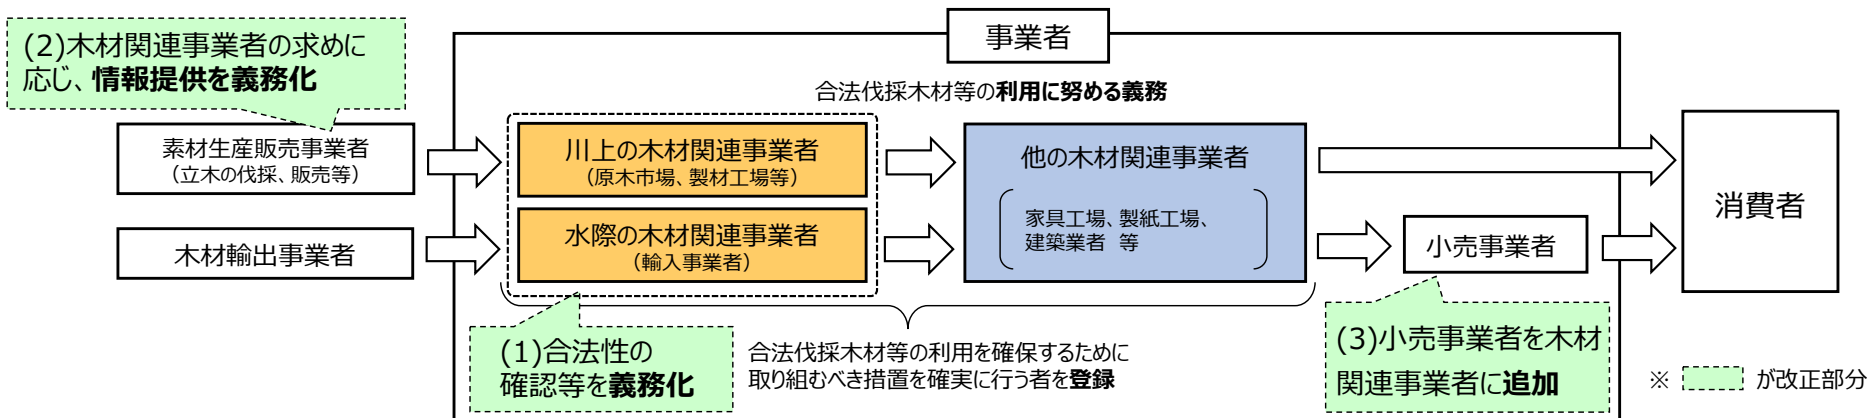 事業者
(2)木材関連事業者の求めに
応じ、情報提供を義務化
合法伐採木材等の利用に努める義務
素材生産販売事業者
（立木の伐採、販売等）
川上の木材関連事業者
（原木市場、製材工場等）
他の木材関連事業者
家具工場、製紙工場、
建築業者　等
消費者
木材輸出事業者
水際の木材関連事業者
（輸入事業者）
小売事業者
(1)合法性の
確認等を義務化
合法伐採木材等の利用を確保するために
取り組むべき措置を確実に行う者を登録
(3)小売事業者を木材
関連事業者に追加
※ が改正部分